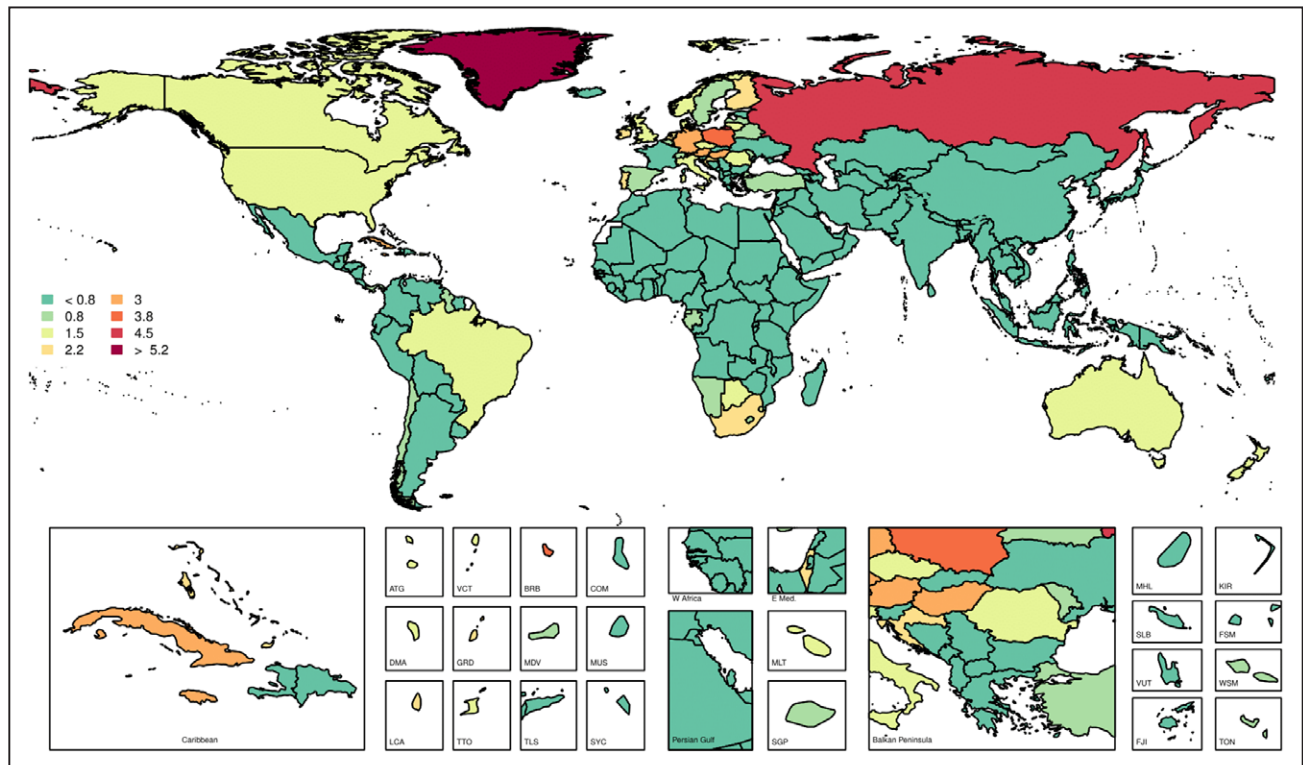 < 0.8 3
0.8 3.8
1.5 4.5
2.2 > 5.2
Caribbean
ATG VCT BRB COM
DMA GRD MDV MUS
LCA TTO TLS SYC
W Africa E Med.
Persian Gulf
MLT
SGP
Balkan Peninsula
MHL KIR
SLB FSM
VUT WSM
FJI TON